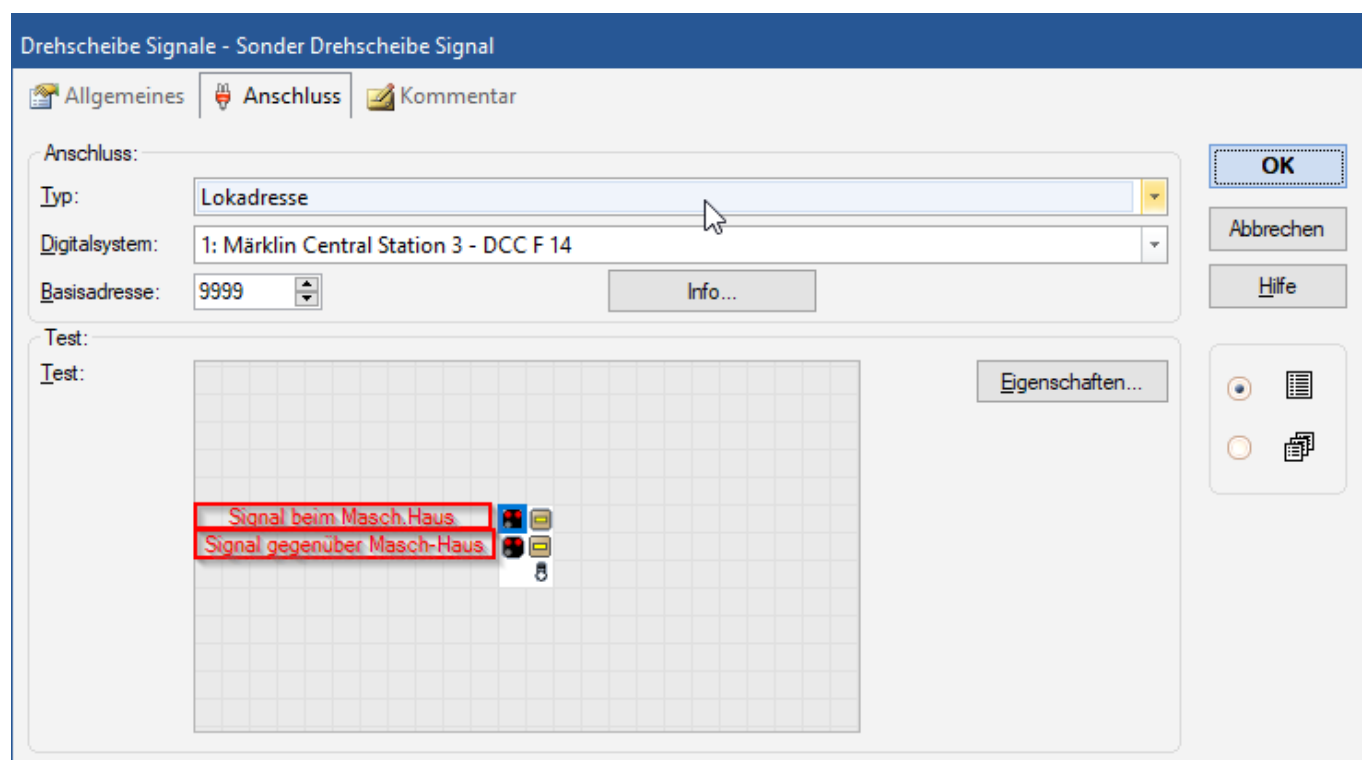 Drehscheibe Signale - Sonder Drehscheibe Signal
Allgemeines Anschluss Kommentar
Anschluss:
Typ: Lokadresse
Digitalsystem: 1: Märklin Central Station 3 - DCC F 14
Basisadresse: 9999 Info...
Test:
Test:
Signal beim Masch.Haus
Signal gegenüber Masch-Haus
Eigenschaften...
OK
Abbrechen
Hilfe